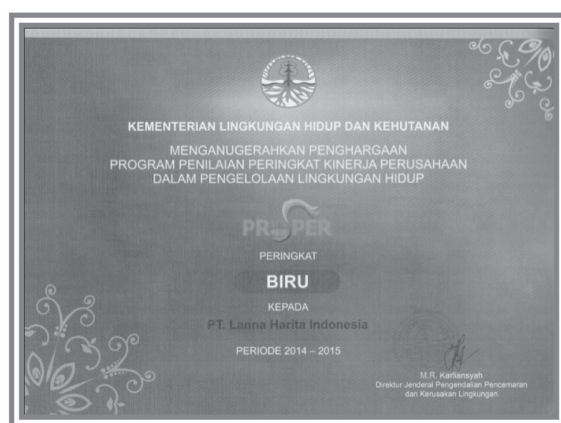 KEMENTERIAN LINGKUNGAN HIDUP DAN KEHUTANAN
MENGANUGERAHKAN PENGHARGAAN
PROGRAM PENILAIAN PERINGKAT KINERJA PERUSAHAAN
DALAM PENGELOLAAN LINGKUNGAN HIDUP
PROPER
PERINGKAT
BIRU
KEPADA
PT. Lanna Harita Indonesia
PERIODE 2014 – 2015
M.R. Karliansyah
Direktur Jenderal Pengendalian Pencemaran
dan Kerusakan Lingkungan